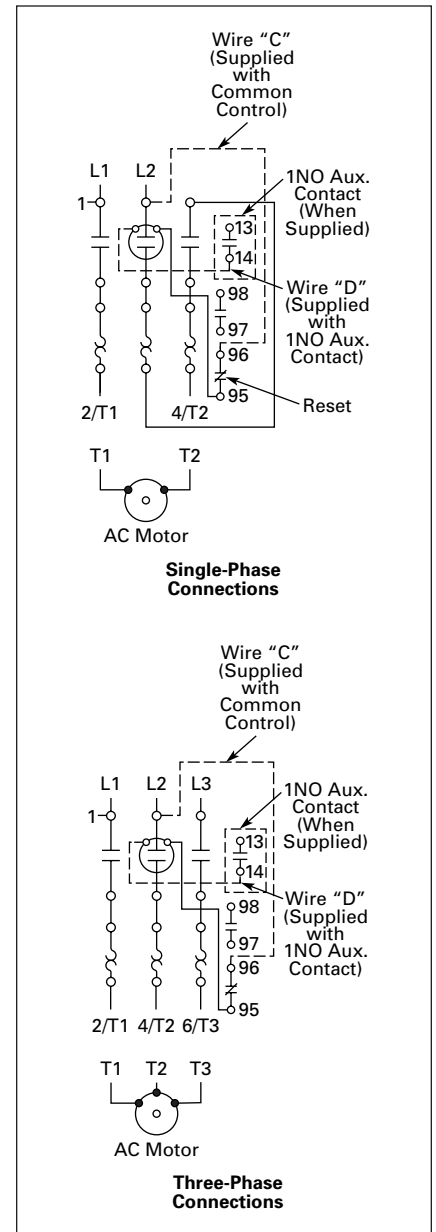 Wire “C”
(Supplied
with
Common
Control)
L1 L2
1NO Aux.
Contact
(When
Supplied)
1
13
14
Wire “D”
(Supplied
with
1NO Aux.
Contact)
98
97
96
95
Reset
2/T1 4/T2
T1 T2
AC Motor
Single-Phase
Connections
Wire “C”
(Supplied
with
Common
Control)
L1 L2 L3
1NO Aux.
Contact
(When
Supplied)
1
13
14
Wire “D”
(Supplied
with
1NO Aux.
Contact)
98
97
96
95
2/T1 4/T2 6/T3
T1 T2 T3
AC Motor
Three-Phase
Connections